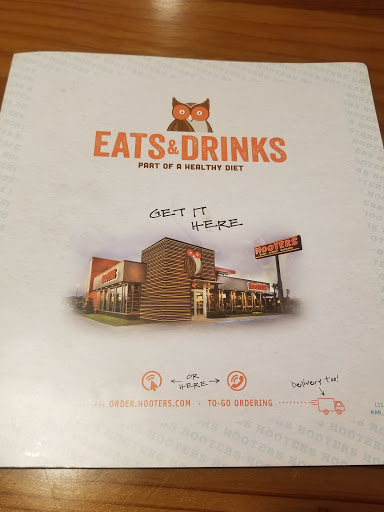 EATS & DRINKS
PART OF A HEALTHY DIET
GET IT
HERE
HOOTERS
HOOTERS
OR
HERE
Delivery too!
ORDER.HOOTERS.COM · TO-GO ORDERING